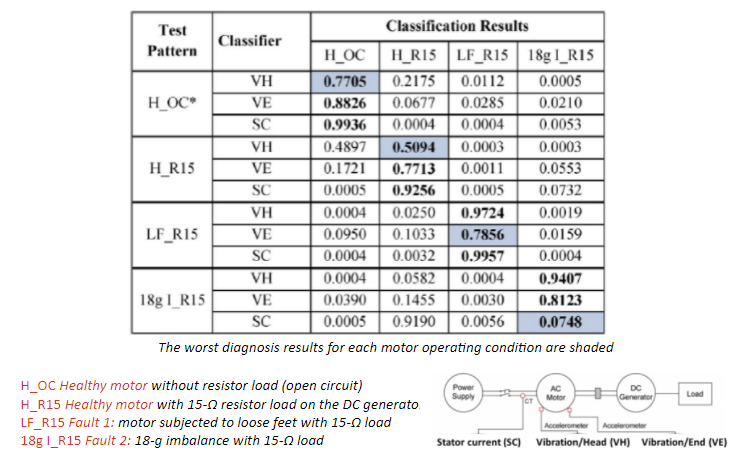 Test Pattern Classifier Classification Results
H_OC H_R15 LF_R15 18g I_R15
H_OC* VH 0.7705 0.2175 0.0112 0.0005
VE 0.8826 0.0677 0.0285 0.0210
SC 0.9936 0.0004 0.0004 0.0053
H_R15 VH 0.4897 0.5094 0.0003 0.0003
VE 0.1721 0.7713 0.0011 0.0553
SC 0.0005 0.9256 0.0005 0.0732
LF_R15 VH 0.0004 0.0250 0.9724 0.0019
VE 0.0950 0.1033 0.7856 0.0159
SC 0.0004 0.0032 0.9957 0.0004
18g I_R15 VH 0.0004 0.0582 0.0004 0.9407
VE 0.0390 0.1455 0.0030 0.8123
SC 0.0005 0.9190 0.0056 0.0748
The worst diagnosis results for each motor operating condition are shaded
H_OC Healthy motor without resistor load (open circuit)
H_R15 Healthy motor with 15-Ω resistor load on the DC generato
LF_R15 Fault 1: motor subjected to loose feet with 15-Ω load
18g I_R15 Fault 2: 18-g imbalance with 15-Ω load
Power Supply
CT
AC Motor
DC Generator
Load
Accelerometer Accelerometer
Stator current (SC) Vibration/Head (VH) Vibration/End (VE)